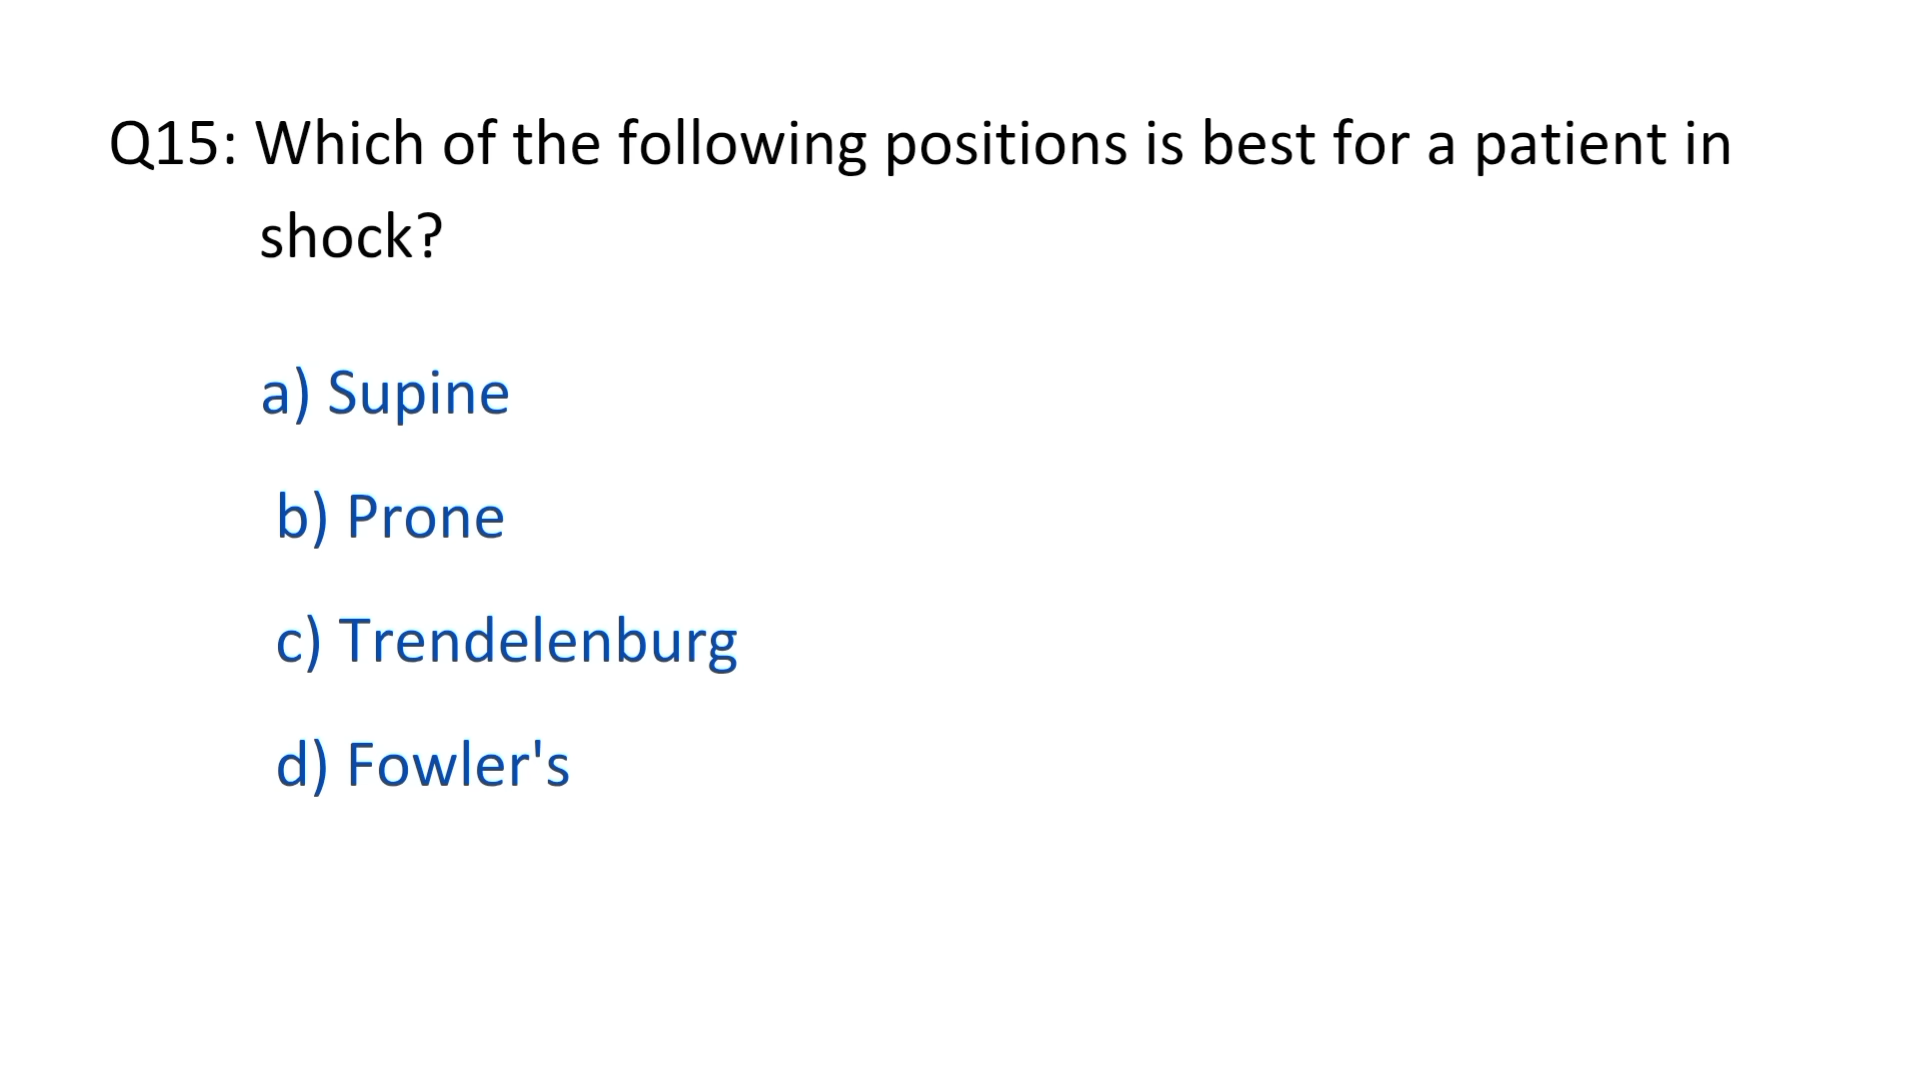 Q15: Which of the following positions is best for a patient in
shock?
a) Supine
b) Prone
c) Trendelenburg
d) Fowler's